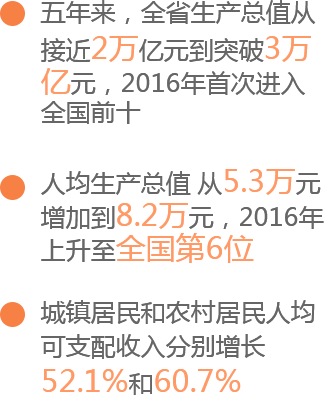 五年来，全省生产总值从
接近2万亿元到突破3万
亿元，2016年首次进入
全国前十
人均生产总值 从5.3万元
增加到8.2万元，2016年
上升至全国第6位
城镇居民和农村居民人均
可支配收入分别增长
52.1%和60.7%